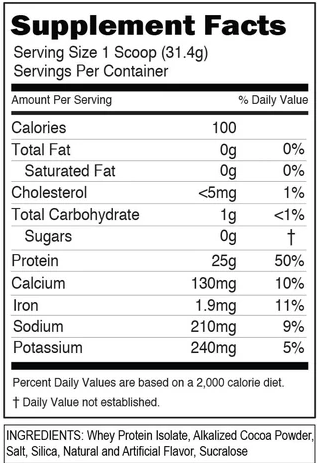 Supplement Facts
Serving Size 1 Scoop (31.4g)
Servings Per Container
Amount Per Serving % Daily Value
Calories 100
Total Fat 0g 0%
Saturated Fat 0g 0%
Cholesterol <5mg 1%
Total Carbohydrate 1g <1%
Sugars 0g †
Protein 25g 50%
Calcium 130mg 10%
Iron 1.9mg 11%
Sodium 210mg 9%
Potassium 240mg 5%
Percent Daily Values are based on a 2,000 calorie diet.
† Daily Value not established.
INGREDIENTS: Whey Protein Isolate, Alkalized Cocoa Powder,
Salt, Silica, Natural and Artificial Flavor, Sucralose